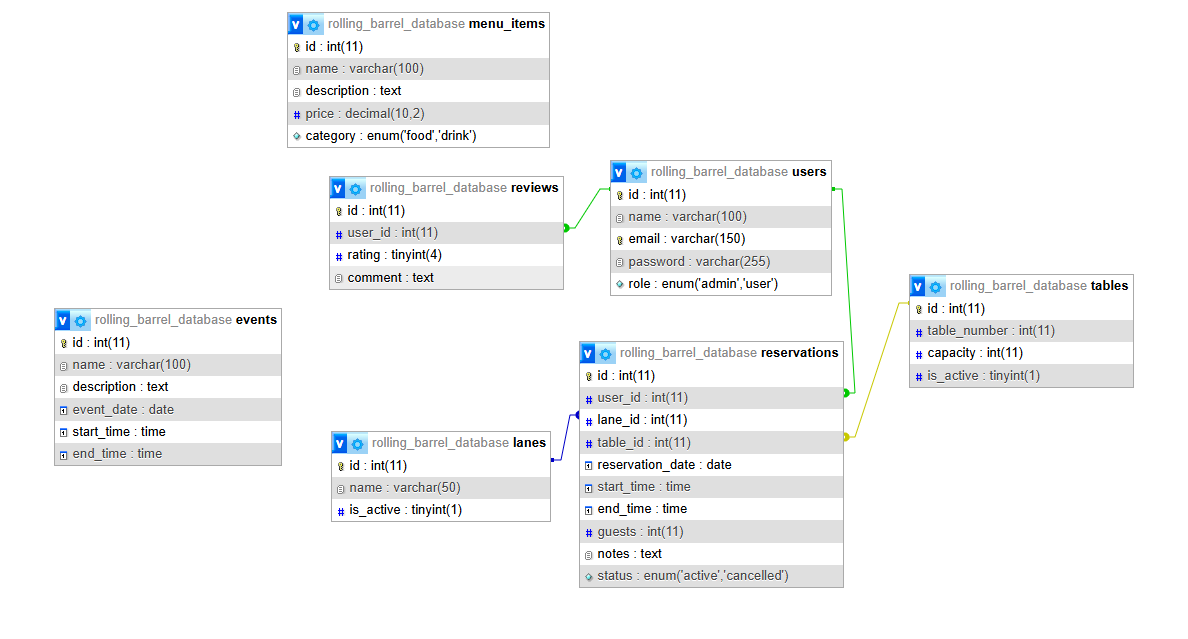 rolling_barrel_database menu_items
id : int(11)
name : varchar(100)
description : text
price : decimal(10,2)
category : enum('food','drink')
rolling_barrel_database reviews
id : int(11)
user_id : int(11)
rating : tinyint(4)
comment : text
rolling_barrel_database users
id : int(11)
name : varchar(100)
email : varchar(150)
password : varchar(255)
role : enum('admin','user')
rolling_barrel_database tables
id : int(11)
table_number : int(11)
capacity : int(11)
is_active : tinyint(1)
rolling_barrel_database events
id : int(11)
name : varchar(100)
description : text
event_date : date
start_time : time
end_time : time
rolling_barrel_database lanes
id : int(11)
name : varchar(50)
is_active : tinyint(1)
rolling_barrel_database reservations
id : int(11)
user_id : int(11)
lane_id : int(11)
table_id : int(11)
reservation_date : date
start_time : time
end_time : time
guests : int(11)
notes : text
status : enum('active','cancelled')